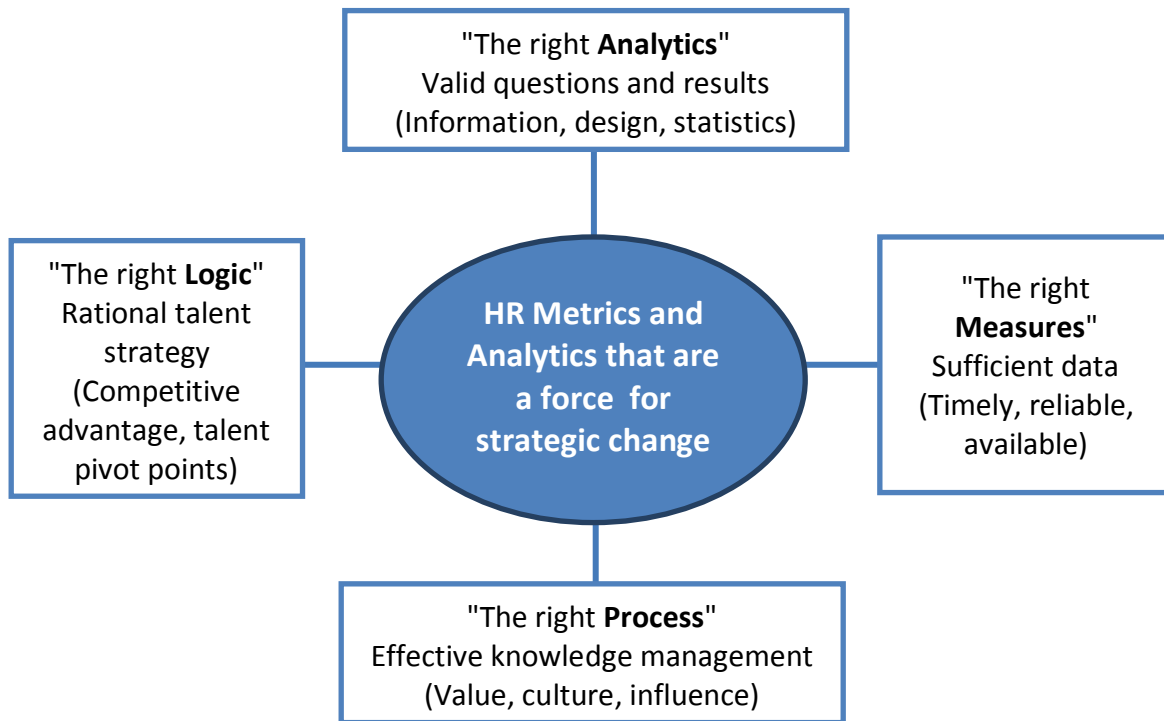 "The right Analytics"
Valid questions and results
(Information, design, statistics)
"The right Logic"
Rational talent
strategy
(Competitive
advantage, talent
pivot points)
HR Metrics and
Analytics that are
a force for
strategic change
"The right
Measures"
Sufficient data
(Timely, reliable,
available)
"The right Process"
Effective knowledge management
(Value, culture, influence)